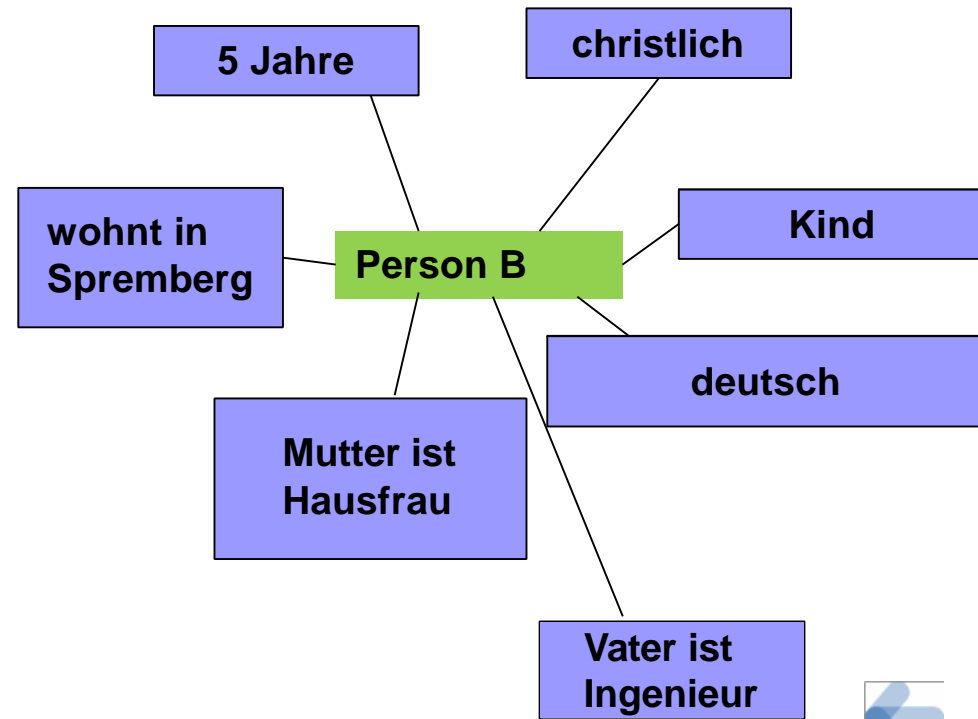 5 Jahre
christlich
wohnt in
Spremberg
Kind
Person B
deutsch
Mutter ist
Hausfrau
Vater ist
Ingenieur